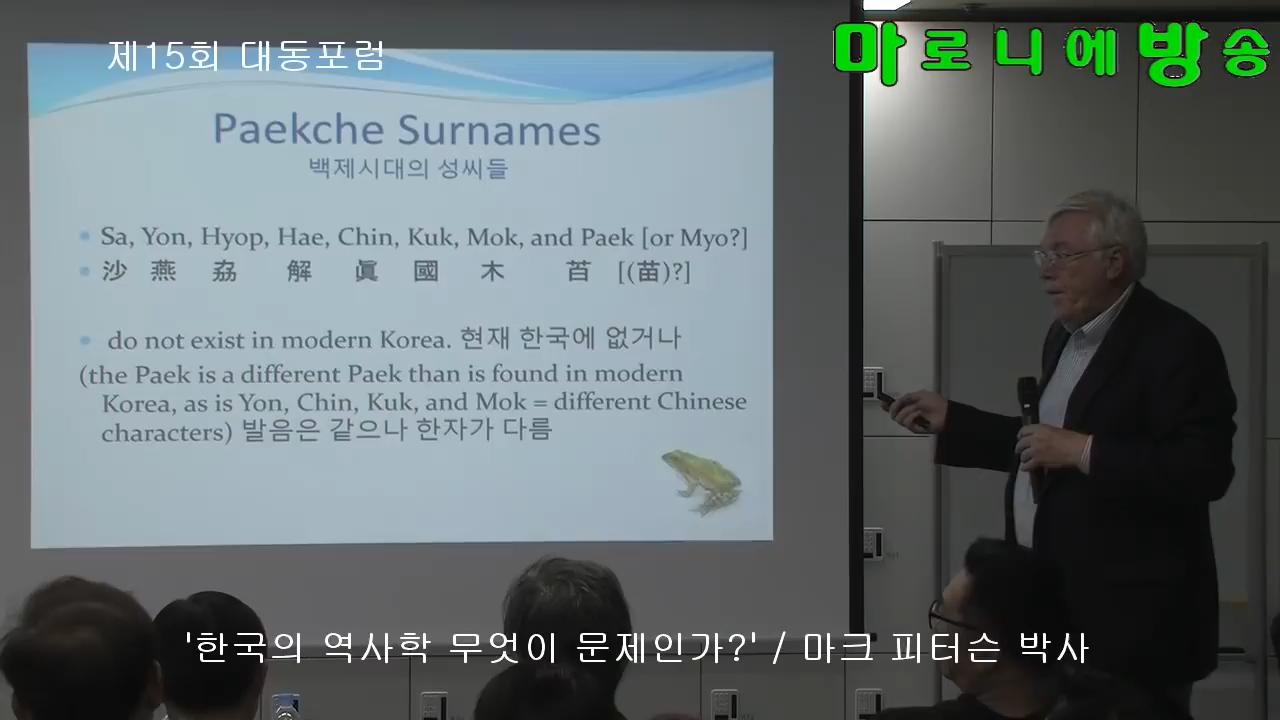 제15회 대동포럼
마로니에방송
Paekche Surnames
백제시대의 성씨들
Sa, Yon, Hyop, Hae, Chin, Kuk, Mok, and Paek [or Myo?]
沙 燕 刕 解 眞 國 木 苩 [(苗)?]
do not exist in modern Korea. 현재 한국에 없거나
(the Paek is a different Paek than is found in modern
Korea, as is Yon, Chin, Kuk, and Mok = different Chinese
characters) 발음은 같으나 한자가 다름
'한국의 역사학 무엇이 문제인가?' / 마크 피터슨 박사